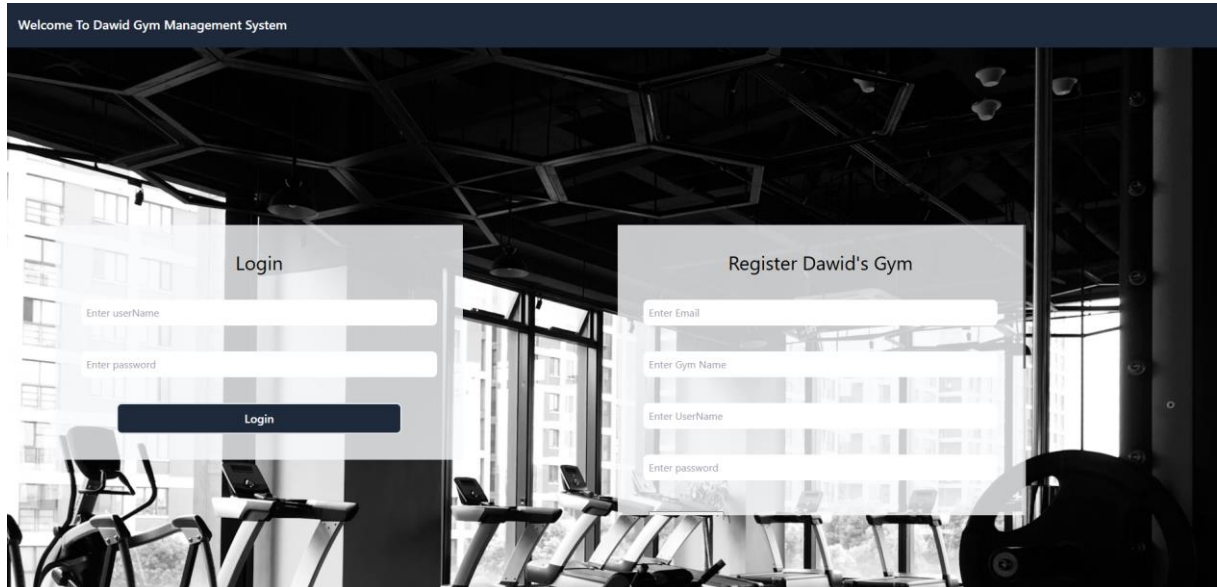 Welcome To Dawid Gym Management System
Login
Enter userName
Enter password
Login
Register Dawid's Gym
Enter Email
Enter Gym Name
Enter UserName
Enter password